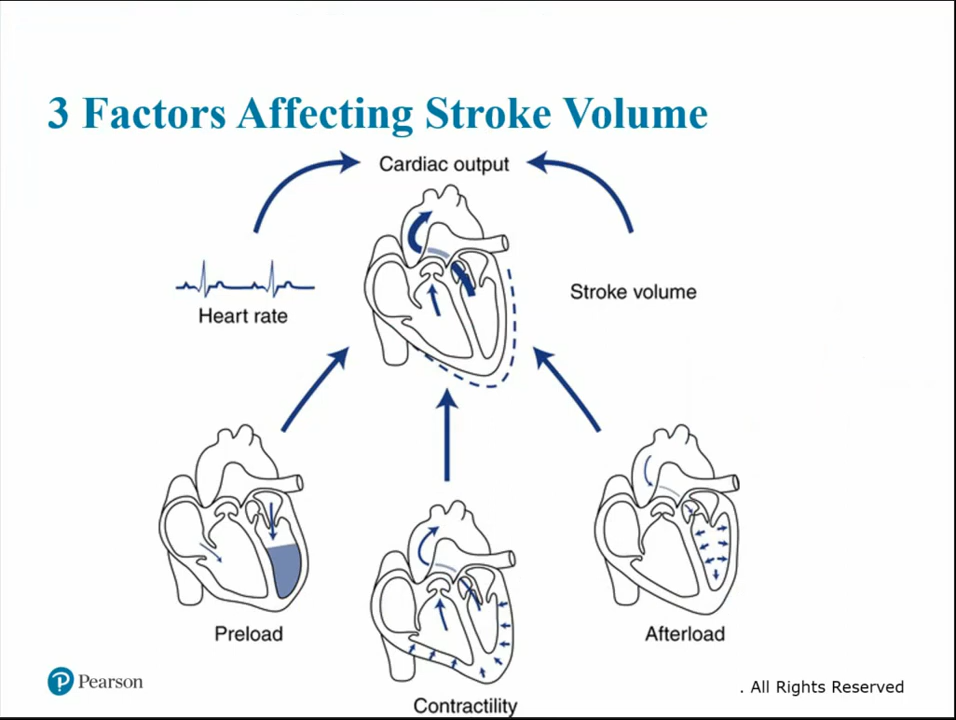 3 Factors Affecting Stroke Volume
Cardiac output
Heart rate
Stroke volume
Preload
Afterload
Contractility
P Pearson
. All Rights Reserved